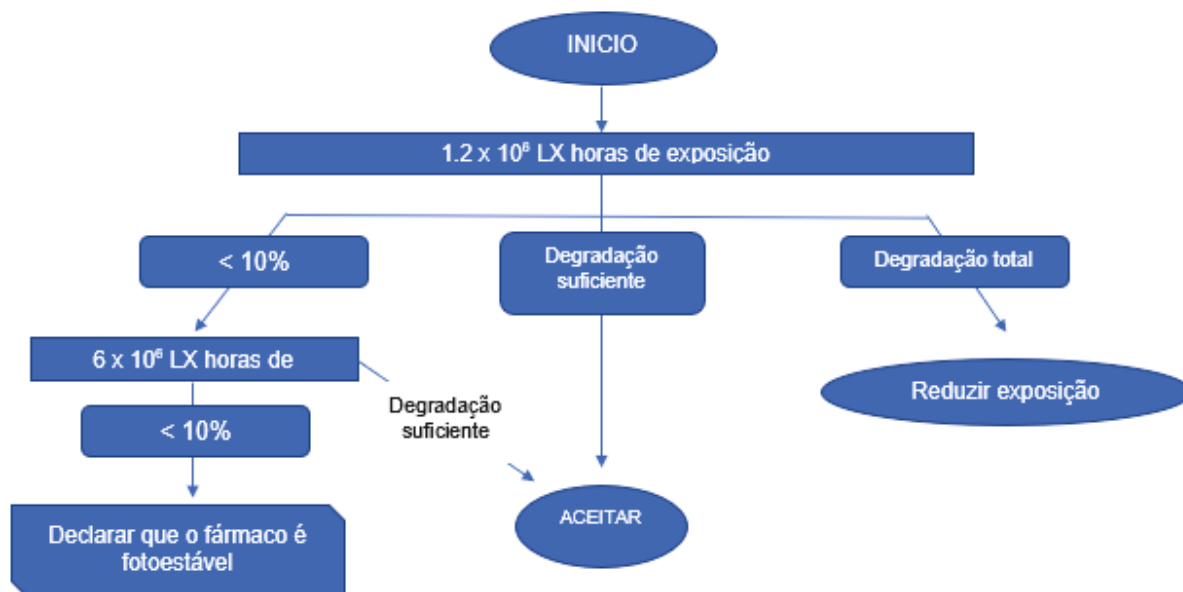 INICIO
1.2 x 10⁶ LX horas de exposição
< 10%
Degradação
suficiente
Degradação total
6 x 10⁶ LX horas de
Reduzir exposição
Degradação
suficiente
< 10%
ACEITAR
Declarar que o fármaco é
fotoestável